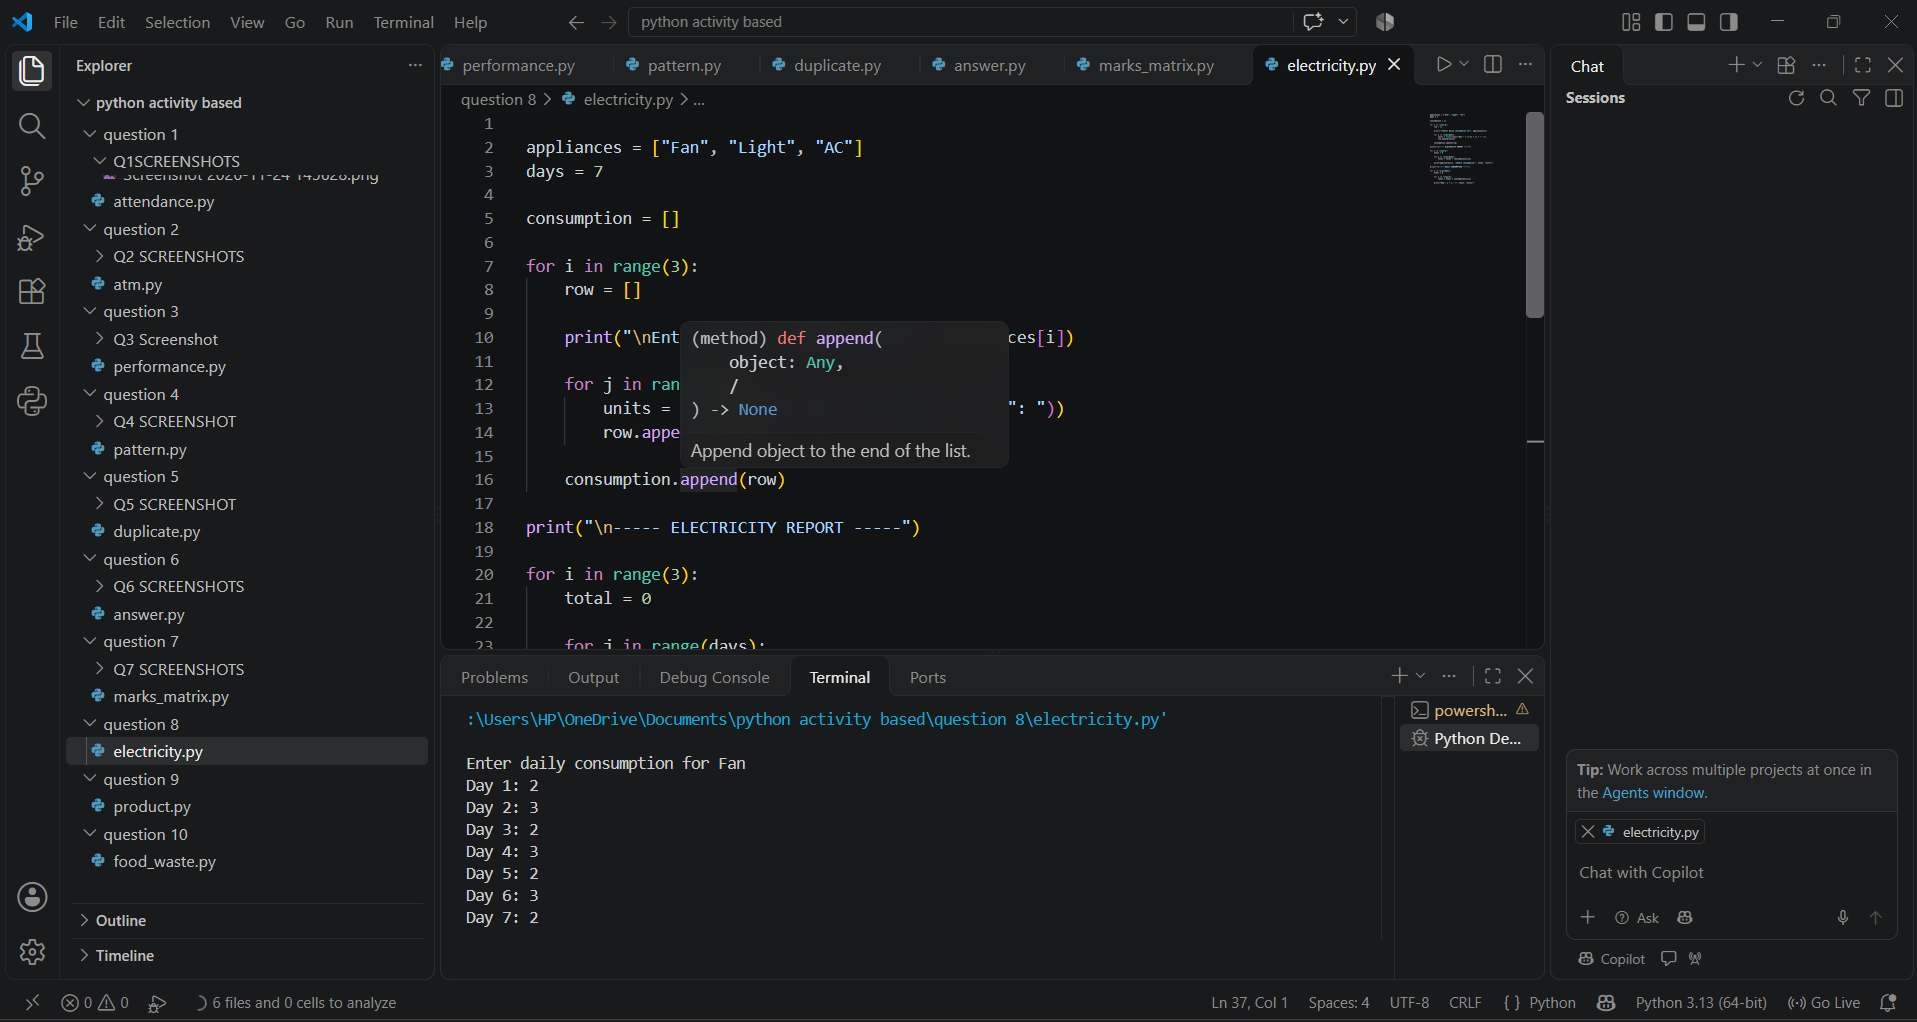 File Edit Selection View Go Run Terminal Help
python activity based
Explorer
python activity based
question 1
Q1SCREENSHOTS
attendance.py
question 2
Q2 SCREENSHOTS
atm.py
question 3
Q3 Screenshot
performance.py
question 4
Q4 SCREENSHOT
pattern.py
question 5
Q5 SCREENSHOT
duplicate.py
question 6
Q6 SCREENSHOTS
answer.py
question 7
Q7 SCREENSHOTS
marks_matrix.py
question 8
electricity.py
question 9
product.py
question 10
food_waste.py
Outline
Timeline
performance.py pattern.py duplicate.py answer.py marks_matrix.py electricity.py
question 8 > electricity.py > ...
1
2 appliances = ["Fan", "Light", "AC"]
3 days = 7
4
5 consumption = []
6
7 for i in range(3):
8 row = []
9
10 print("\nEnt ces[i])
11
12 for j in ran
13 units = ": "))
14 row.appe
15
16 consumption.append(row)
17
18 print("\n----- ELECTRICITY REPORT -----")
19
20 for i in range(3):
21 total = 0
22
23 for j in range(days):
(method) def append(
object: Any,
/
) -> None
Append object to the end of the list.
Problems Output Debug Console Terminal Ports
:\Users\HP\OneDrive\Documents\python activity based\question 8\electricity.py'
Enter daily consumption for Fan
Day 1: 2
Day 2: 3
Day 3: 2
Day 4: 3
Day 5: 2
Day 6: 3
Day 7: 2
powersh...
Python De...
Chat
Sessions
Tip: Work across multiple projects at once in
the Agents window.
electricity.py
Chat with Copilot
Ask
Copilot
0 0 6 files and 0 cells to analyze
Ln 37, Col 1 Spaces: 4 UTF-8 CRLF { } Python Python 3.13 (64-bit) Go Live